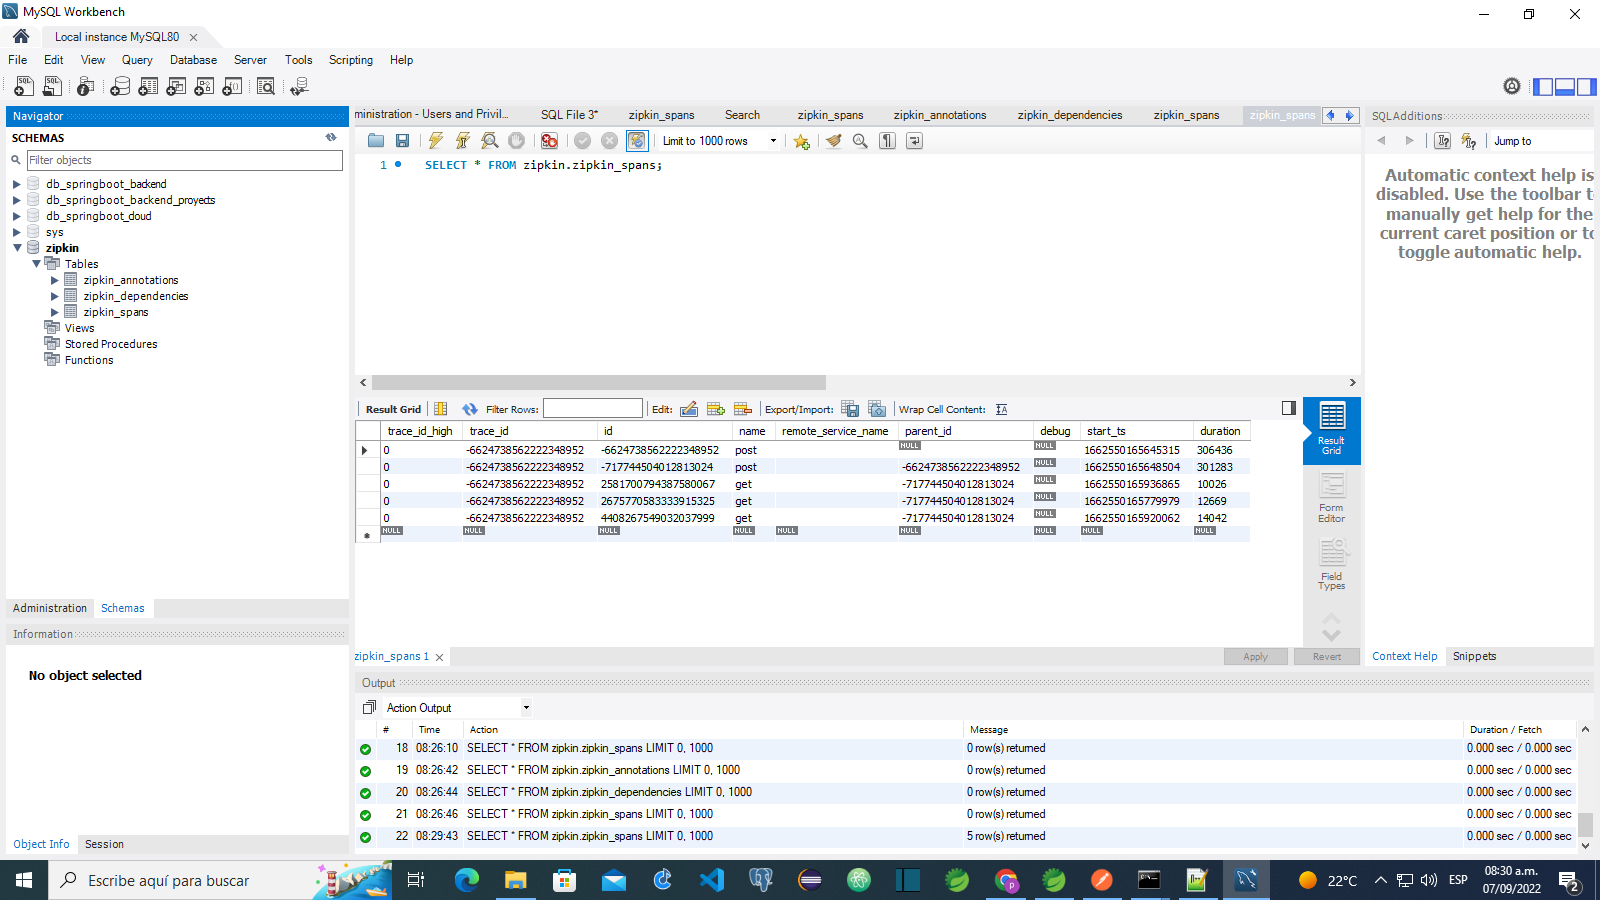 MySQL Workbench
Local instance MySQL80
File Edit View Query Database Server Tools Scripting Help
Navigator
SCHEMAS
Filter objects
db_springboot_backend
db_springboot_backend_proyects
db_springboot_cloud
sys
zipkin
Tables
zipkin_annotations
zipkin_dependencies
zipkin_spans
Views
Stored Procedures
Functions
Administration Schemas
Information
No object selected
Object Info Session
ministration - Users and Privil... SQL File 3* zipkin_spans Search zipkin_spans zipkin_annotations zipkin_dependencies zipkin_spans zipkin_spans
Limit to 1000 rows
1 SELECT * FROM zipkin.zipkin_spans;
Result Grid Filter Rows: Edit: Export/Import: Wrap Cell Content:
trace_id_high trace_id id name remote_service_name parent_id debug start_ts duration
0 -6624738562222348952 -6624738562222348952 post NULL NULL 1662550165645315 306436
0 -6624738562222348952 -717744504012813024 post -6624738562222348952 NULL 1662550165648504 301283
0 -6624738562222348952 2581700794387580067 get -717744504012813024 NULL 1662550165936865 10026
0 -6624738562222348952 2675770583333915325 get -717744504012813024 NULL 1662550165779979 12669
0 -6624738562222348952 4408267549032037999 get -717744504012813024 NULL 1662550165920062 14042
NULL NULL NULL NULL NULL NULL NULL NULL NULL
Result Grid
Form Editor
Field Types
zipkin_spans 1
Apply Revert
SQLAdditions
Jump to
Automatic context help is
disabled. Use the toolbar t
manually get help for the
current caret position or to
toggle automatic help.
Context Help Snippets
Output
Action Output
# Time Action Message Duration / Fetch
18 08:26:10 SELECT * FROM zipkin.zipkin_spans LIMIT 0, 1000 0 row(s) returned 0.000 sec / 0.000 sec
19 08:26:42 SELECT * FROM zipkin.zipkin_annotations LIMIT 0, 1000 0 row(s) returned 0.000 sec / 0.000 sec
20 08:26:44 SELECT * FROM zipkin.zipkin_dependencies LIMIT 0, 1000 0 row(s) returned 0.000 sec / 0.000 sec
21 08:26:46 SELECT * FROM zipkin.zipkin_spans LIMIT 0, 1000 0 row(s) returned 0.000 sec / 0.000 sec
22 08:29:43 SELECT * FROM zipkin.zipkin_spans LIMIT 0, 1000 5 row(s) returned 0.000 sec / 0.000 sec
Escribe aquí para buscar
22°C ESP 08:30 a.m.
07/09/2022 2